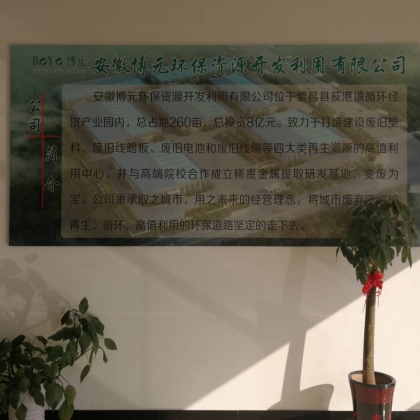 BoYo 博元
安徽博元环保资源开发利用有限公司
公司简介
安徽博元环保资源开发利用有限公司位于繁昌县荻港镇循环经
济产业园内，总占地260亩，总投资8亿元。致力于打造建设废旧塑
料、废旧线路板、废旧电池和废旧线缆等四大类再生资源的高值利
用中心，并与高端院校合作成立稀贵金属提取研发基地。变废为
宝，公司秉承取之城市，用之未来的经营理念，将城市废弃
再生、循环、高值利用的环保道路坚定的走下去。